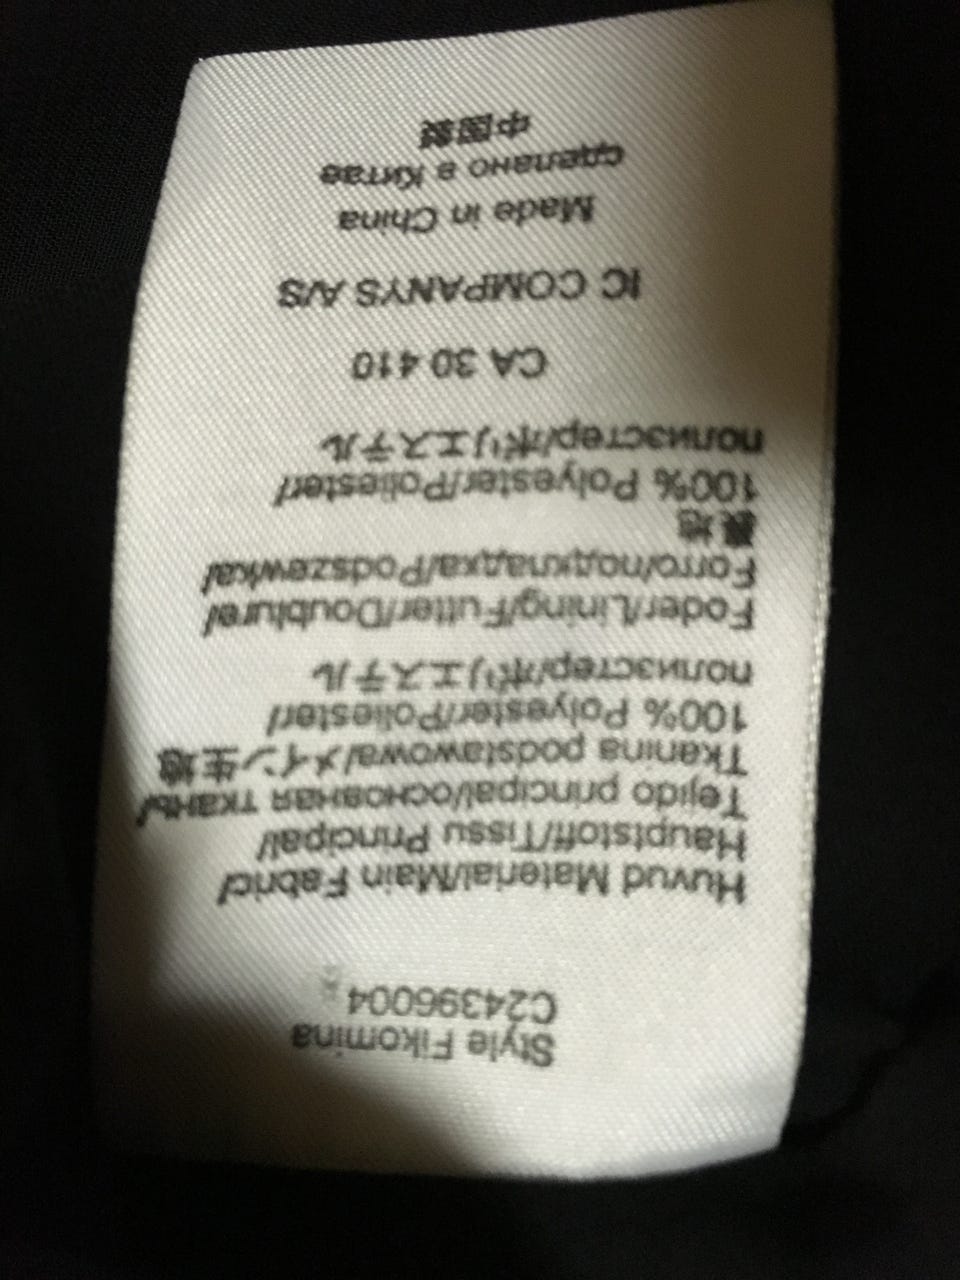 Style Fikomina
C24396004
Huvud Material/Main Fabric/
Hauptstoff/Tissu Principal/
Tejido principal/основная ткань/
Tkanina podstawowa/メイン生地
100% Polyester/Poliester/
полиэстер/ポリエステル
Foder/Lining/Futter/Doublure/
Forro/подкладка/Podszewka/
裏地
100% Polyester/Poliester/
полиэстер/ポリエステル
CA 30 410
IC COMPANYS A/S
Made in China
сделано в Китае
中国製